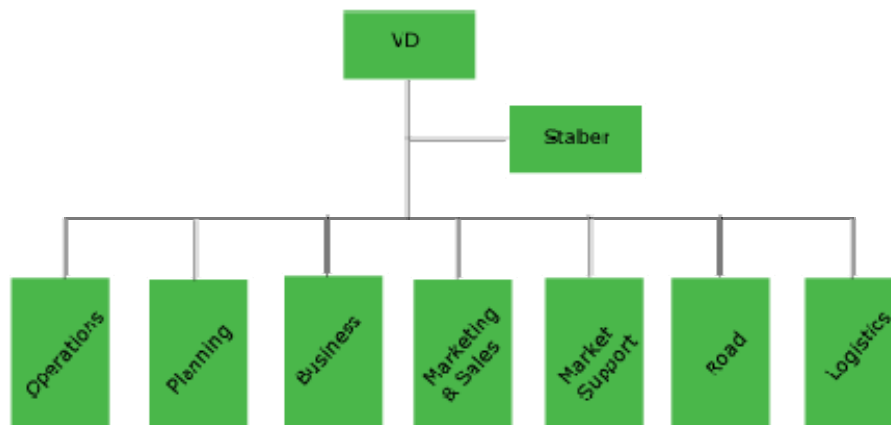 VD
Staber
Operations
Planning
Business
Marketing
& Sales
Market
Support
Road
Logistics